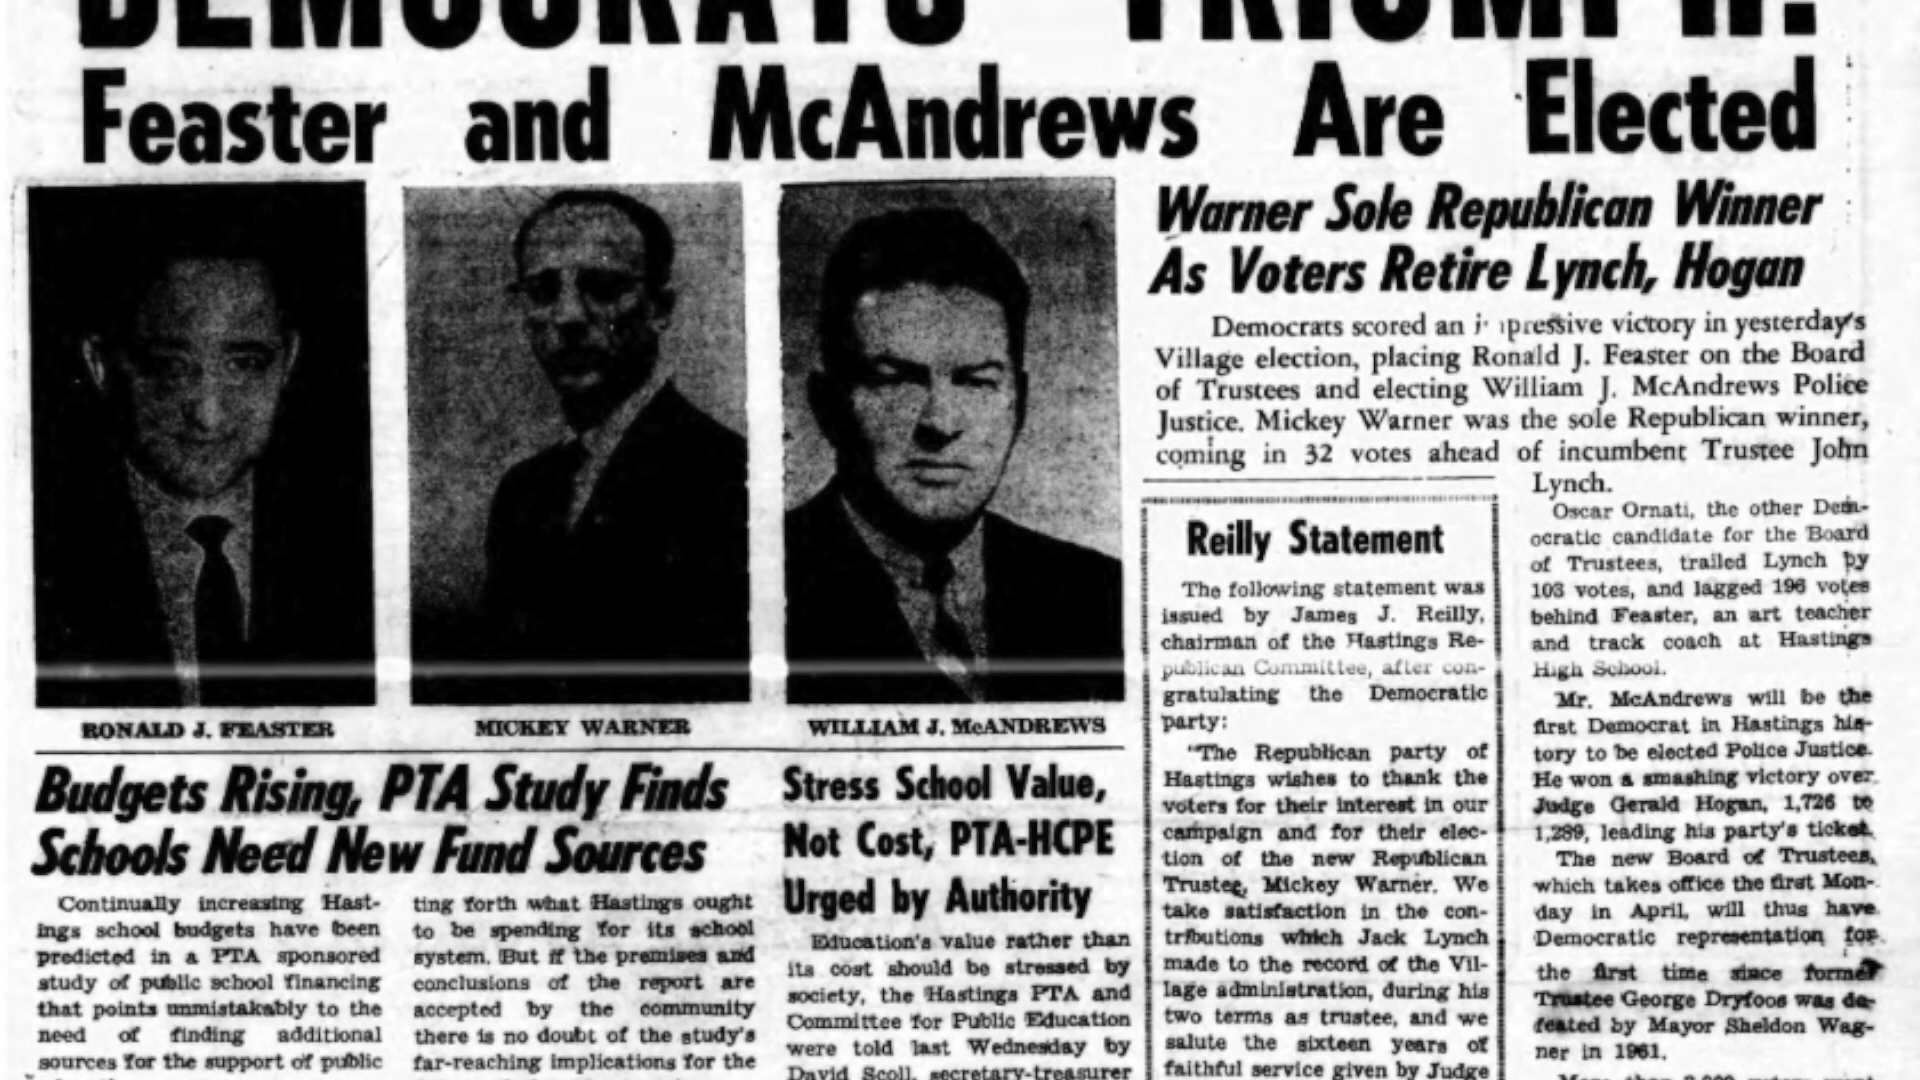 DEMOCRATS TRIUMPH!
Feaster and McAndrews Are Elected
RONALD J. FEASTER
MICKEY WARNER
WILLIAM J. McANDREWS
Warner Sole Republican Winner
As Voters Retire Lynch, Hogan
Democrats scored an impressive victory in yesterday's
Village election, placing Ronald J. Feaster on the Board
of Trustees and electing William J. McAndrews Police
Justice. Mickey Warner was the sole Republican winner,
coming in 32 votes ahead of incumbent Trustee John
Lynch.
Oscar Ornati, the other Dem-
ocratic candidate for the Board
of Trustees, trailed Lynch by
103 votes, and lagged 196 votes
behind Feaster, an art teacher
and track coach at Hastings
High School.
Mr. McAndrews will be the
first Democrat in Hastings his-
tory to be elected Police Justice.
He won a smashing victory over
Judge Gerald Hogan, 1,726 to
1,289, leading his party's ticket.
The new Board of Trustees,
which takes office the first Mon-
day in April, will thus have
Democratic representation for
the first time since former
Trustee George Dryfoos was de-
feated by Mayor Sheldon Wag-
ner in 1961.
Reilly Statement
The following statement was
issued by James J. Reilly,
chairman of the Hastings Re-
publican Committee, after con-
gratulating the Democratic
party:
"The Republican party of
Hastings wishes to thank the
voters for their interest in our
campaign and for their elec-
tion of the new Republican
Trustee, Mickey Warner. We
take satisfaction in the con-
tributions which Jack Lynch
made to the record of the Vil-
lage administration, during his
two terms as trustee, and we
salute the sixteen years of
faithful service given by Judge
Budgets Rising, PTA Study Finds
Schools Need New Fund Sources
Continually increasing Hast-
ings school budgets have been
predicted in a PTA sponsored
study of public school financing
that points unmistakably to the
need of finding additional
sources for the support of public
ting forth what Hastings ought
to be spending for its school
system. But if the premises and
conclusions of the report are
accepted by the community
there is no doubt of the study's
far-reaching implications for the
Stress School Value,
Not Cost, PTA-HCPE
Urged by Authority
Education's value rather than
its cost should be stressed by
society, the Hastings PTA and
Committee for Public Education
were told last Wednesday by
David Scoll, secretary-treasurer